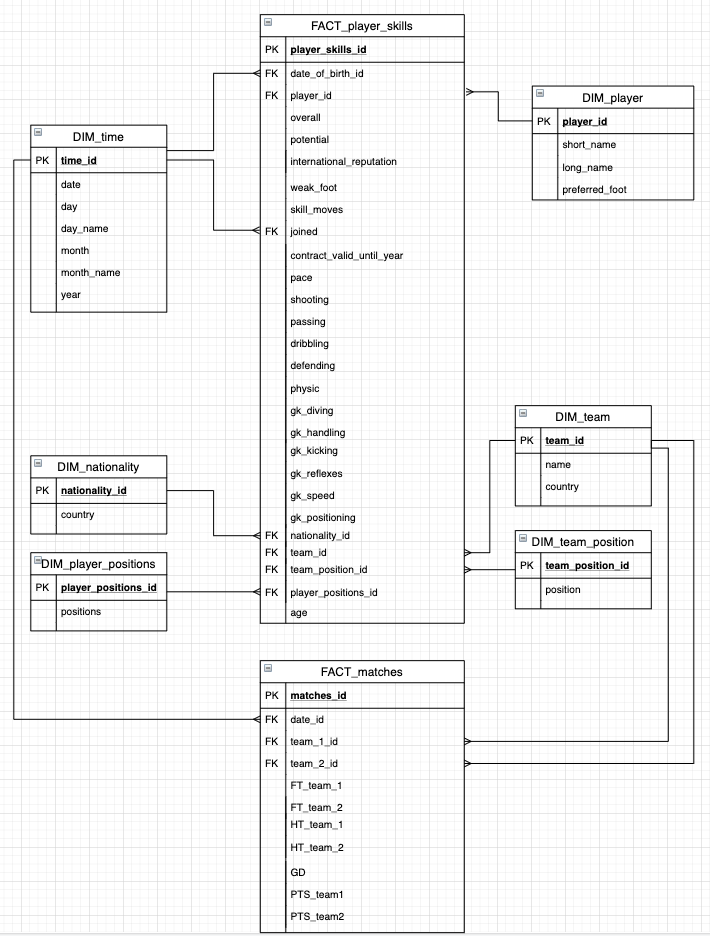 FACT_player_skills
PK player_skills_id
FK date_of_birth_id
FK player_id
overall
potential
international_reputation
weak_foot
skill_moves
FK joined
contract_valid_until_year
pace
shooting
passing
dribbling
defending
physic
gk_diving
gk_handling
gk_kicking
gk_reflexes
gk_speed
gk_positioning
FK nationality_id
FK team_id
FK team_position_id
FK player_positions_id
age
DIM_player
PK player_id
short_name
long_name
preferred_foot
DIM_time
PK time_id
date
day
day_name
month
month_name
year
DIM_team
PK team_id
name
country
DIM_nationality
PK nationality_id
country
DIM_team_position
PK team_position_id
position
DIM_player_positions
PK player_positions_id
positions
FACT_matches
PK matches_id
FK date_id
FK team_1_id
FK team_2_id
FT_team_1
FT_team_2
HT_team_1
HT_team_2
GD
PTS_team1
PTS_team2